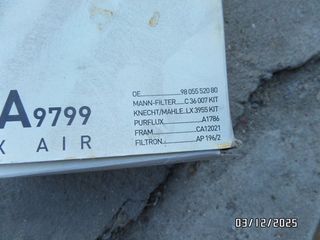 A9799
X AIR
OE....................98 055 520 80
MANN-FILTER......C 36 007 KIT
KNECHT/MAHLE..LX 3955 KIT
PURFLUX...................A1786
FRAM....................CA12021
FILTRON:...............AP 196/2
03/12/2025